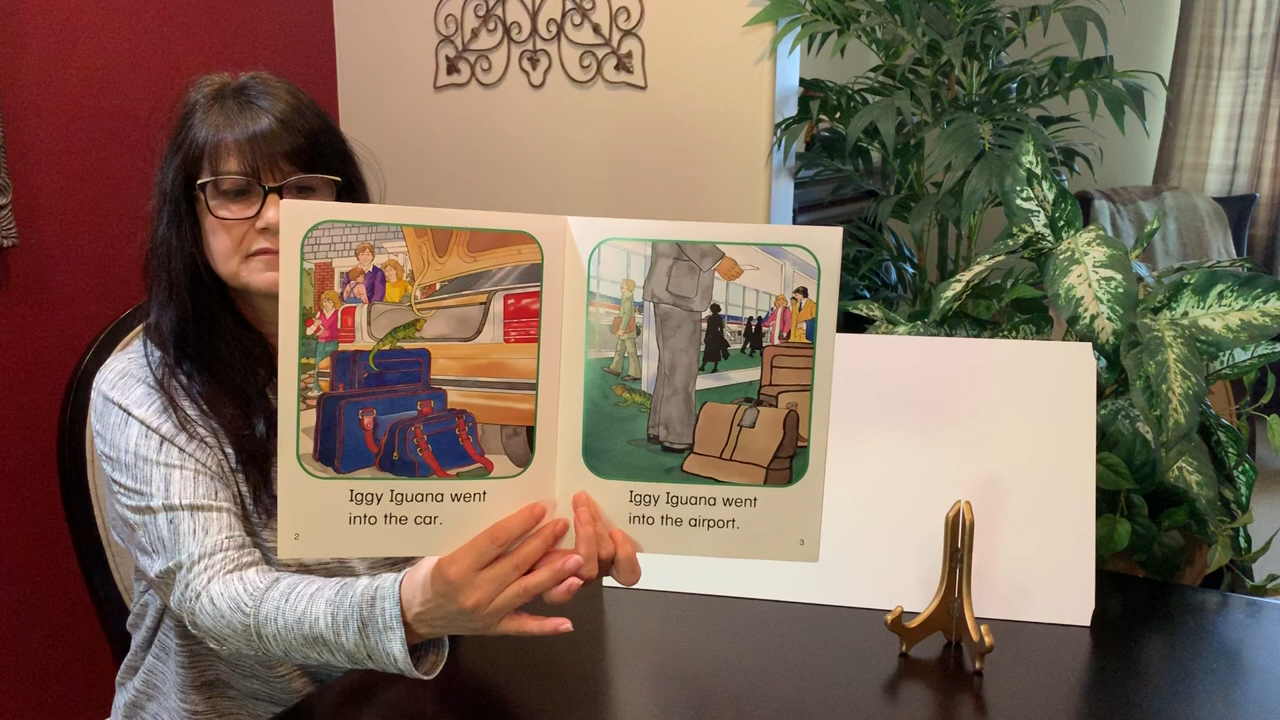 Iggy Iguana went
into the car.
2
Iggy Iguana went
into the airport.
3